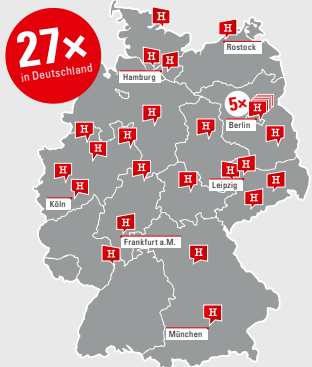 27×
in Deutschland
H
H
Rostock
H
H
Hamburg
5×
H
H
Berlin
H
H
H
H
H
H
H
H
H
H
H
Leipzig
H
H
Köln
H
H
Frankfurt a.M.
H
H
H
München